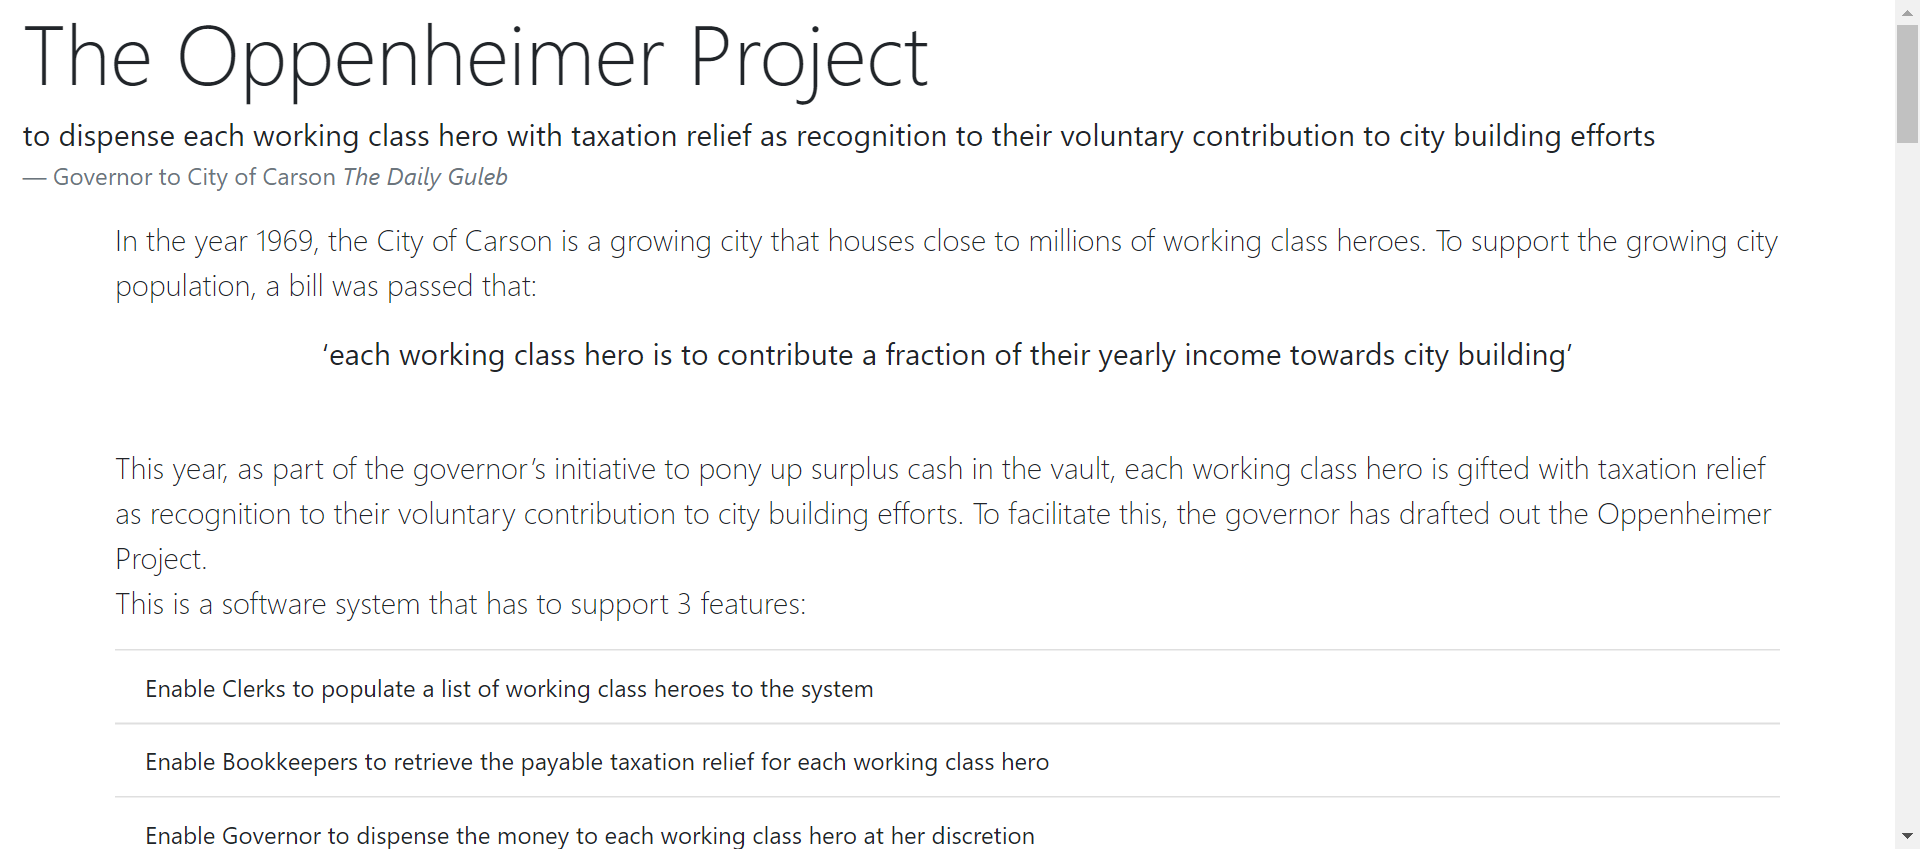 The Oppenheimer Project
to dispense each working class hero with taxation relief as recognition to their voluntary contribution to city building efforts
— Governor to City of Carson The Daily Guleb
In the year 1969, the City of Carson is a growing city that houses close to millions of working class heroes. To support the growing city
population, a bill was passed that:
‘each working class hero is to contribute a fraction of their yearly income towards city building’
This year, as part of the governor’s initiative to pony up surplus cash in the vault, each working class hero is gifted with taxation relief
as recognition to their voluntary contribution to city building efforts. To facilitate this, the governor has drafted out the Oppenheimer
Project.
This is a software system that has to support 3 features:
Enable Clerks to populate a list of working class heroes to the system
Enable Bookkeepers to retrieve the payable taxation relief for each working class hero
Enable Governor to dispense the money to each working class hero at her discretion